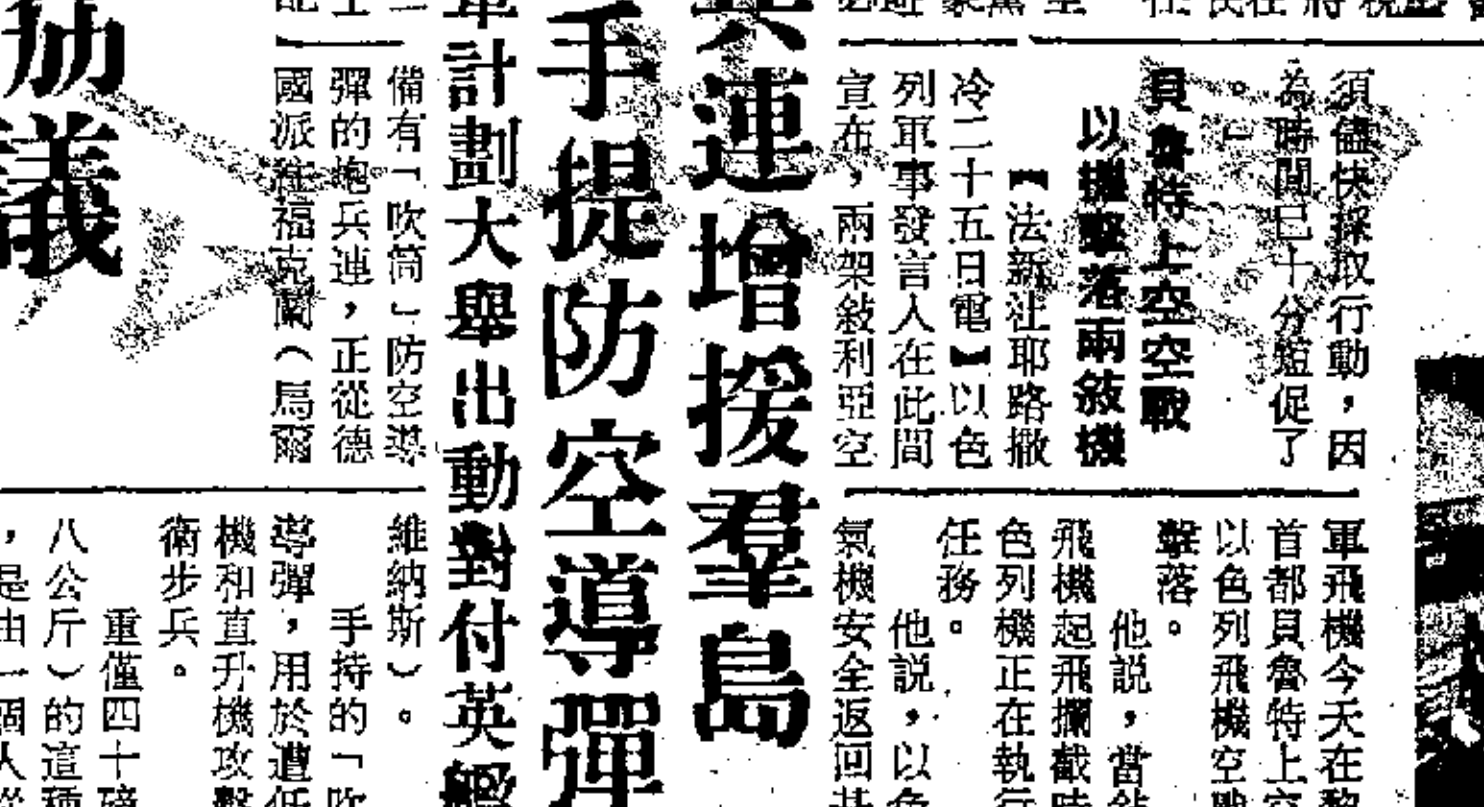 須儘快採取行動，因
為時間已十分短促了
。」
貝魯特上空空戰
以機擊落兩敍機
【法新社耶路撒
冷二十五日電】以色
列軍事發言人在此間
宣布，兩架敍利亞空
軍飛機今天在黎
首都貝魯特上空
以色列飛機空戰
擊落。
他說，當敍
飛機起飛攔截時
色列機正在執行
任務。
他說，以色
氣機安全返回基
兵連增援羣島
手提防空導彈
軍計劃大舉出動對付英艦
備有「吹筒」防空導
彈的炮兵連，正從德
國派往福克蘭（馬爾
維納斯）。
手持的「吹
導彈，用於遭低
機和直升機攻擊
衛步兵。
重僅四十磅
八公斤）的這種
，是由一個人從
協議